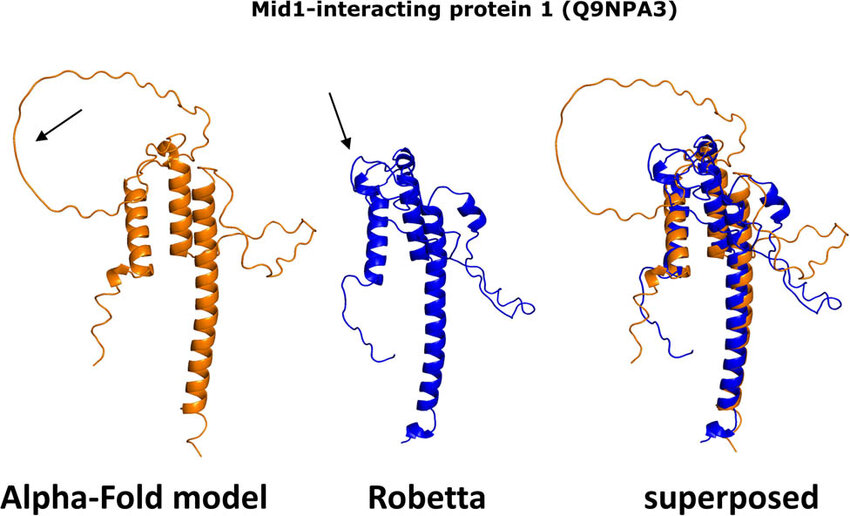 Mid1-interacting protein 1 (Q9NPA3)
Alpha-Fold model
Robetta
superposed